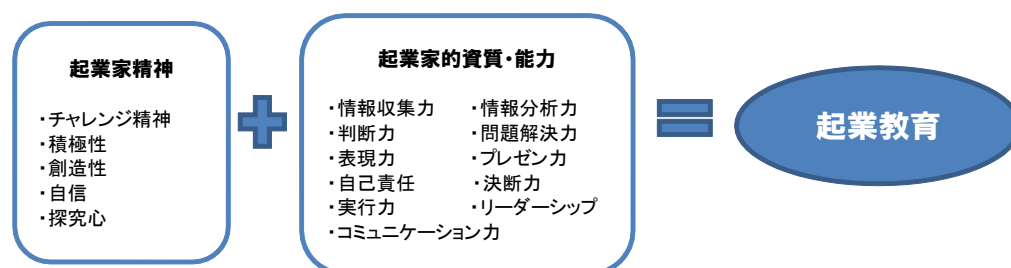 起業家精神
・チャレンジ精神
・積極性
・創造性
・自信
・探究心
起業家的資質・能力
・情報収集力 ・情報分析力
・判断力 ・問題解決力
・表現力 ・プレゼン力
・自己責任 ・決断力
・実行力 ・リーダーシップ
・コミュニケーション力
起業教育